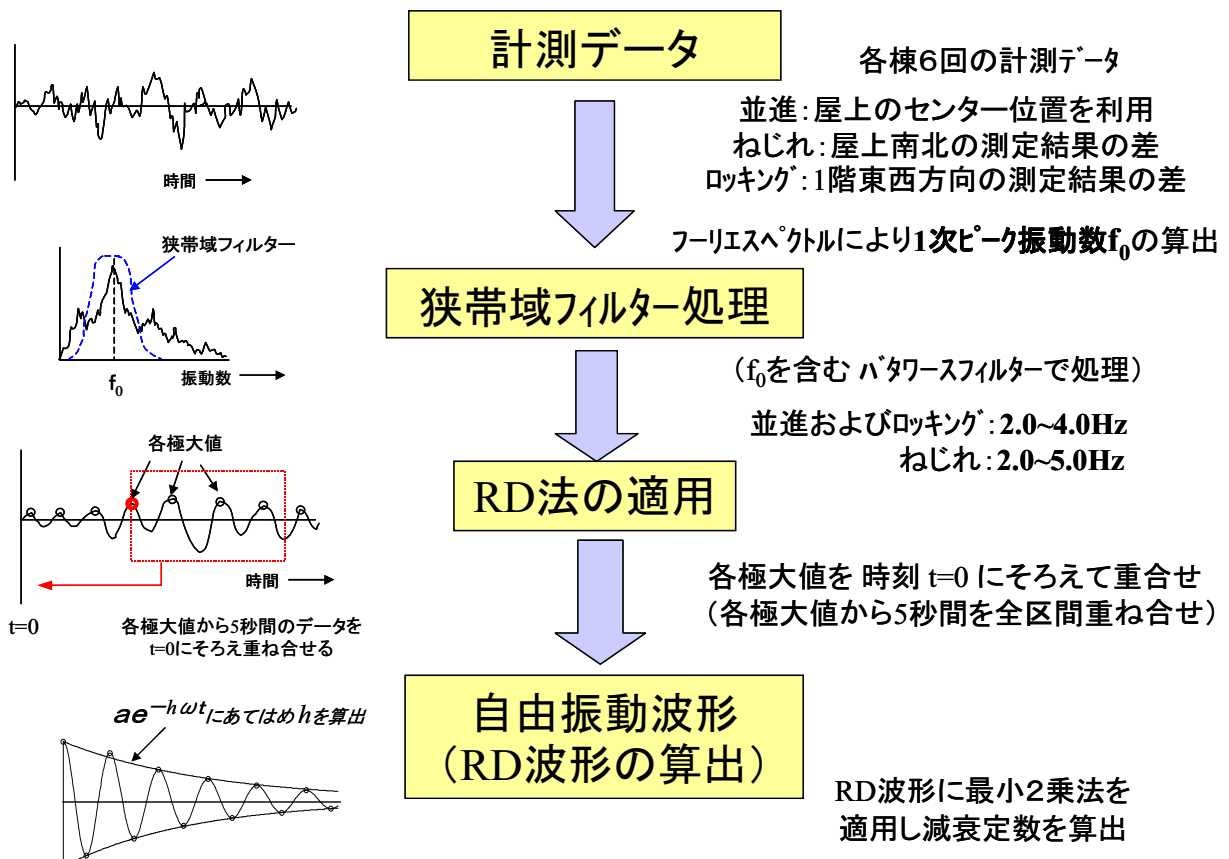 計測データ
各棟６回の計測ﾃﾞｰﾀ
並進：屋上のセンター位置を利用
ねじれ：屋上南北の測定結果の差
ﾛｯｷﾝｸﾞ：1階東西方向の測定結果の差
時間
ﾌｰﾘｴｽﾍﾟｸﾄﾙにより1次ﾋﾟｰｸ振動数f0の算出
狭帯域フィルター
狭帯域フィルター処理
f0
振動数
（f0を含む ﾊﾞﾀﾜｰｽﾌｨﾙﾀｰで処理）
並進およびﾛｯｷﾝｸﾞ：2.0~4.0Hz
ねじれ：2.0~5.0Hz
各極大値
RD法の適用
時間
t=0
各極大値から5秒間のデータを
t=0にそろえ重ね合せる
各極大値を 時刻 t=0 にそろえて重合せ
（各極大値から5秒間を全区間重ね合せ）
自由振動波形
（RD波形の算出）
ae−hωtにあてはめhを算出
RD波形に最小２乗法を
適用し減衰定数を算出